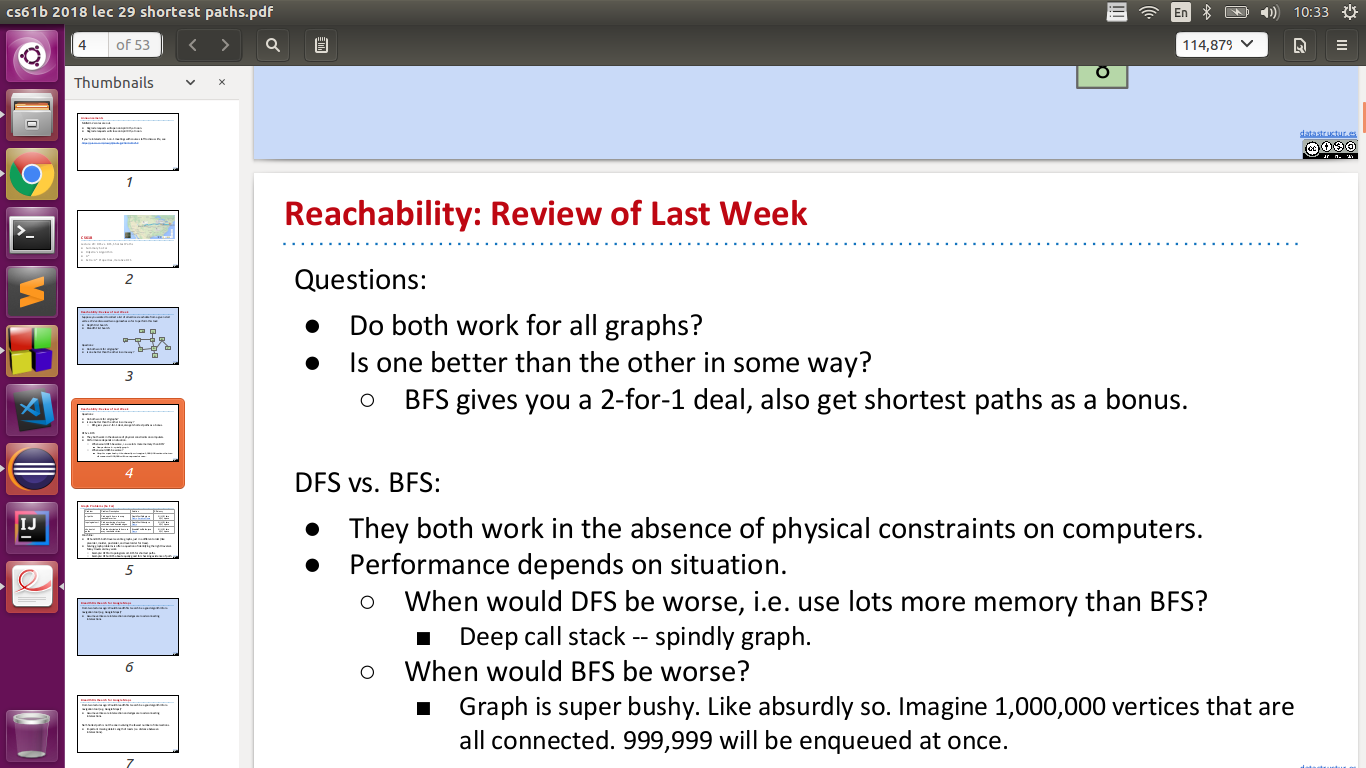 cs61b 2018 lec 29 shortest paths.pdf
En
10:33
4 of 53
114,87%
Thumbnails
1
2
3
4
5
6
7
8
datastructur.es
Reachability: Review of Last Week
Questions:
● Do both work for all graphs?
● Is one better than the other in some way?
○ BFS gives you a 2-for-1 deal, also get shortest paths as a bonus.
DFS vs. BFS:
● They both work in the absence of physical constraints on computers.
● Performance depends on situation.
○ When would DFS be worse, i.e. use lots more memory than BFS?
■ Deep call stack -- spindly graph.
○ When would BFS be worse?
■ Graph is super bushy. Like absurdly so. Imagine 1,000,000 vertices that are
all connected. 999,999 will be enqueued at once.